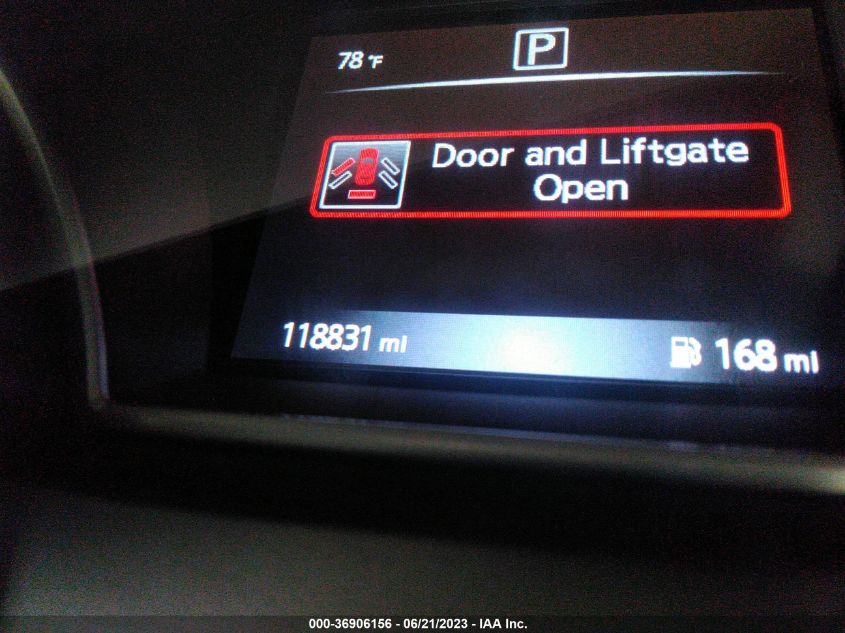 78 °F
P
Door and Liftgate
Open
118831 mi
168 mi
000-36906156 - 06/21/2023 - IAA Inc.